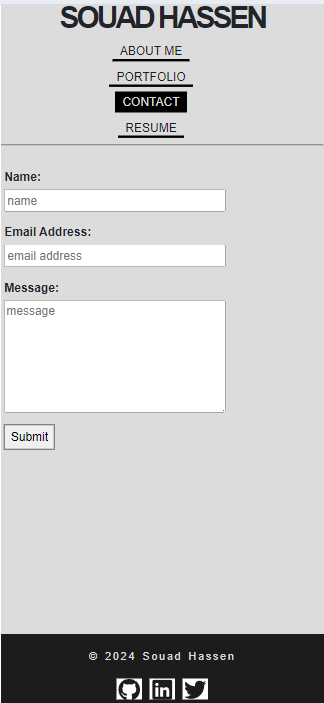 SOUAD HASSEN
ABOUT ME
PORTFOLIO
CONTACT
RESUME
Name:
name
Email Address:
email address
Message:
message
Submit
© 2024 Souad Hassen
in